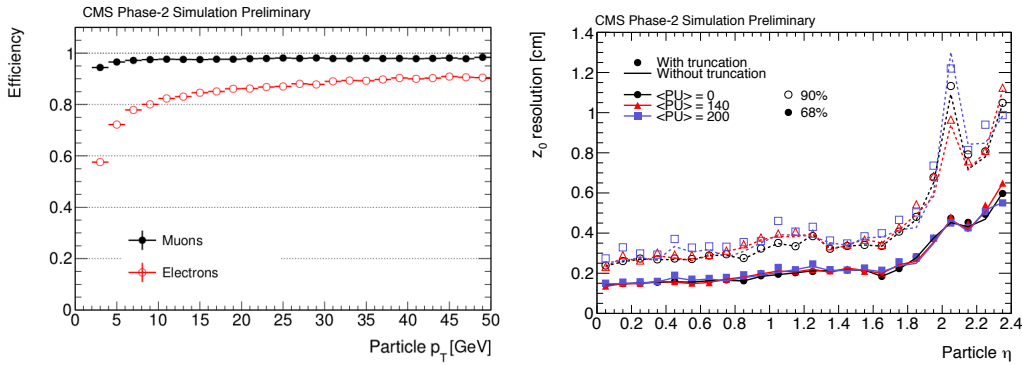 CMS Phase-2 Simulation Preliminary
Efficiency
1
0.8
0.6
0.4
0.2
0
Muons
Electrons
0 5 10 15 20 25 30 35 40 45 50
Particle p_T [GeV]
CMS Phase-2 Simulation Preliminary
z_0 resolution [cm]
1.4
1.2
1
0.8
0.6
0.4
0.2
0
With truncation
Without truncation
<PU> = 0
<PU> = 140
<PU> = 200
90%
68%
0 0.2 0.4 0.6 0.8 1 1.2 1.4 1.6 1.8 2 2.2 2.4
Particle η